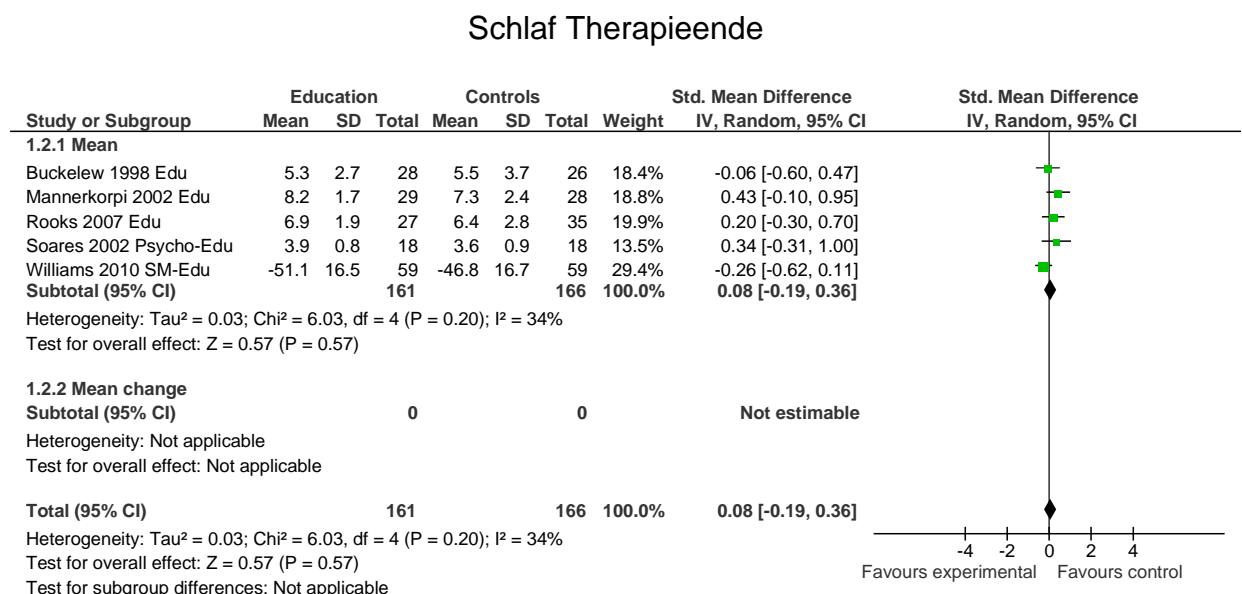 Schlaf Therapieende
Education Controls Std. Mean Difference Std. Mean Difference
Study or Subgroup Mean SD Total Mean SD Total Weight IV, Random, 95% CI IV, Random, 95% CI
1.2.1 Mean
Buckelew 1998 Edu 5.3 2.7 28 5.5 3.7 26 18.4% -0.06 [-0.60, 0.47]
Mannerkorpi 2002 Edu 8.2 1.7 29 7.3 2.4 28 18.8% 0.43 [-0.10, 0.95]
Rooks 2007 Edu 6.9 1.9 27 6.4 2.8 35 19.9% 0.20 [-0.30, 0.70]
Soares 2002 Psycho-Edu 3.9 0.8 18 3.6 0.9 18 13.5% 0.34 [-0.31, 1.00]
Williams 2010 SM-Edu -51.1 16.5 59 -46.8 16.7 59 29.4% -0.26 [-0.62, 0.11]
Subtotal (95% CI) 161 166 100.0% 0.08 [-0.19, 0.36]
Heterogeneity: Tau² = 0.03; Chi² = 6.03, df = 4 (P = 0.20); I² = 34%
Test for overall effect: Z = 0.57 (P = 0.57)
1.2.2 Mean change
Subtotal (95% CI) 0 0 Not estimable
Heterogeneity: Not applicable
Test for overall effect: Not applicable
Total (95% CI) 161 166 100.0% 0.08 [-0.19, 0.36]
Heterogeneity: Tau² = 0.03; Chi² = 6.03, df = 4 (P = 0.20); I² = 34%
Test for overall effect: Z = 0.57 (P = 0.57)
Test for subgroup differences: Not applicable
-4 -2 0 2 4
Favours experimental Favours control